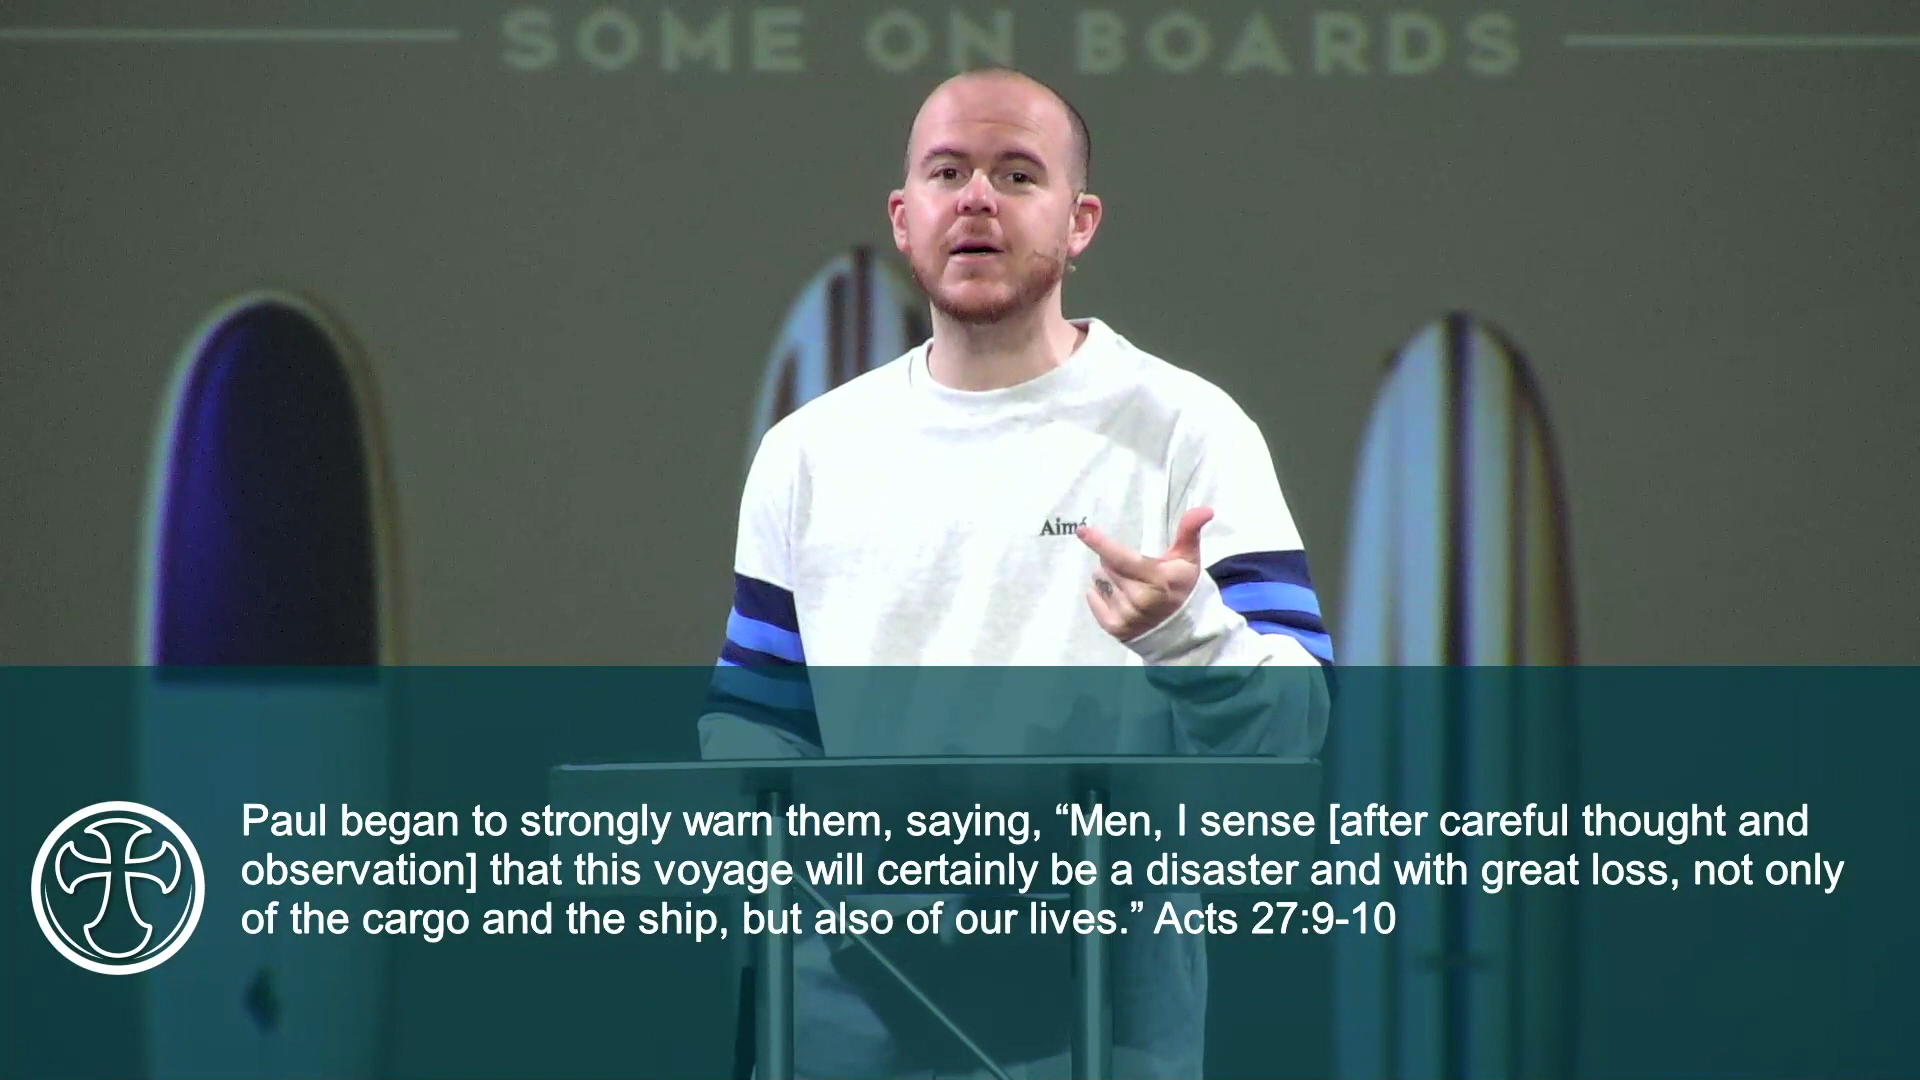 SOME ON BOARDS
Aimé
Paul began to strongly warn them, saying, “Men, I sense [after careful thought and
observation] that this voyage will certainly be a disaster and with great loss, not only
of the cargo and the ship, but also of our lives.” Acts 27:9-10